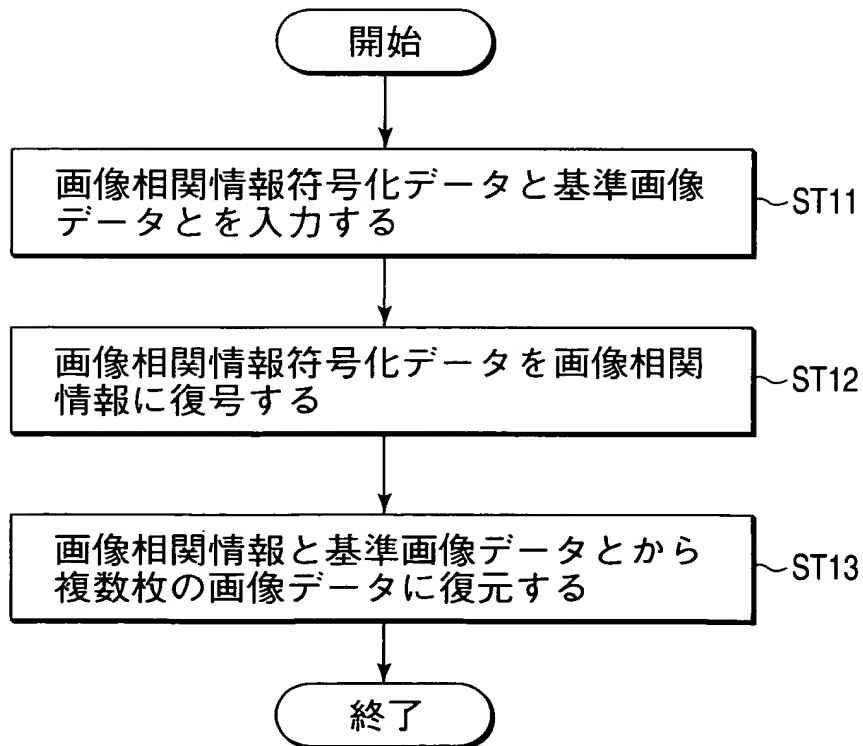 開始
画像相関情報符号化データと基準画像
データとを入力する
ST11
画像相関情報符号化データを画像相関
情報に復号する
ST12
画像相関情報と基準画像データとから
複数枚の画像データに復元する
ST13
終了